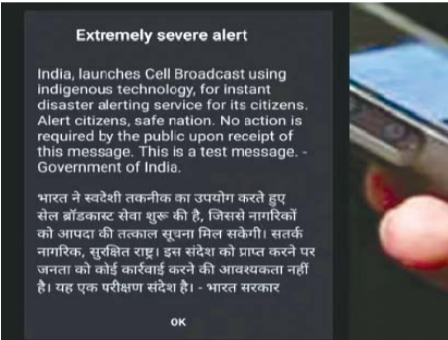 Extremely severe alert
India, launches Cell Broadcast using
indigenous technology, for instant
disaster alerting service for its citizens.
Alert citizens, safe nation. No action is
required by the public upon receipt of
this message. This is a test message. -
Government of India.
भारत ने स्वदेशी तकनीक का उपयोग करते हुए
सेल ब्रॉडकास्ट सेवा शुरू की है, जिससे नागरिकों
को आपदा की तत्काल सूचना मिल सकेगी। सतर्क
नागरिक, सुरक्षित राष्ट्र। इस संदेश को प्राप्त करने पर
जनता को कोई कार्रवाई करने की आवश्यकता नहीं
है। यह एक परीक्षण संदेश है। - भारत सरकार
OK